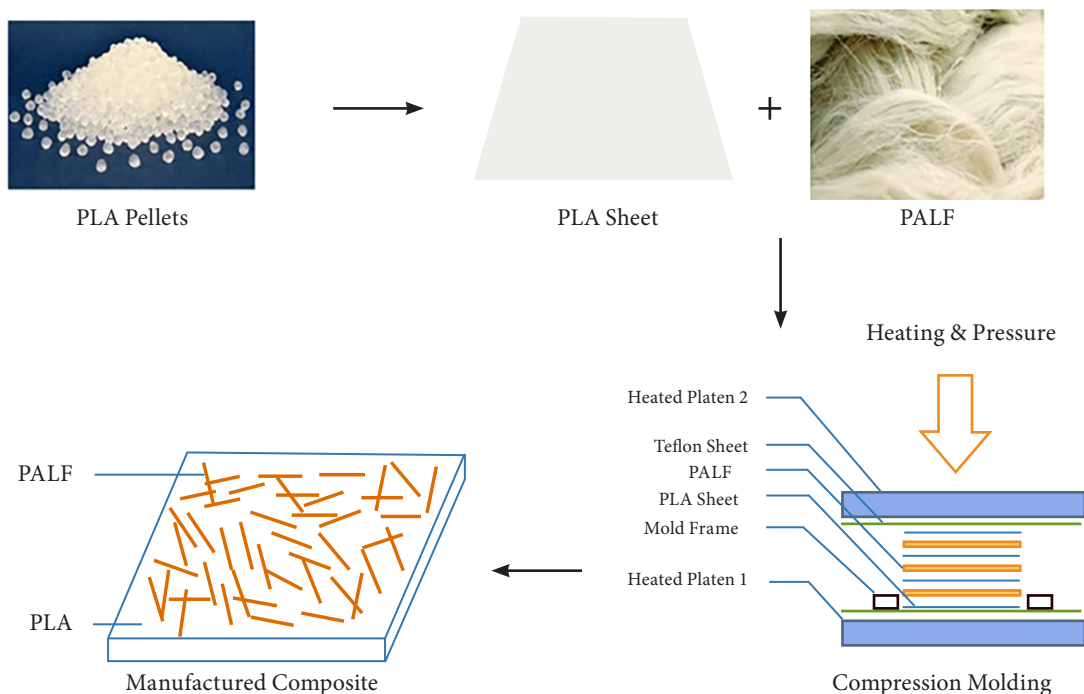 +
PLA Pellets
PLA Sheet
PALF
Heating & Pressure
Heated Platen 2
Teflon Sheet
PALF
PLA Sheet
Mold Frame
Heated Platen 1
PALF
PLA
Manufactured Composite
Compression Molding